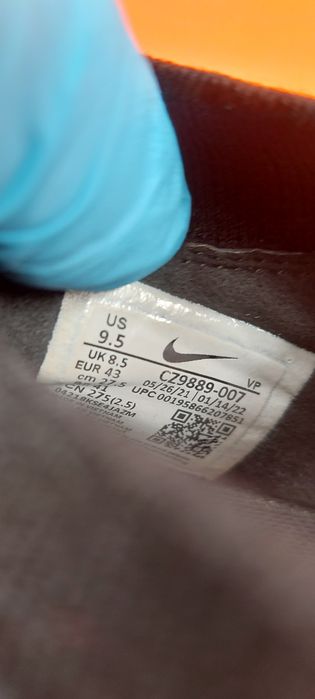 US
9.5
UK 8.5
EUR 43
cm 27.5
CN 275(2.5)
CZ9889-007 VP
05/26/21 01/14/22
UPC 00195866207851